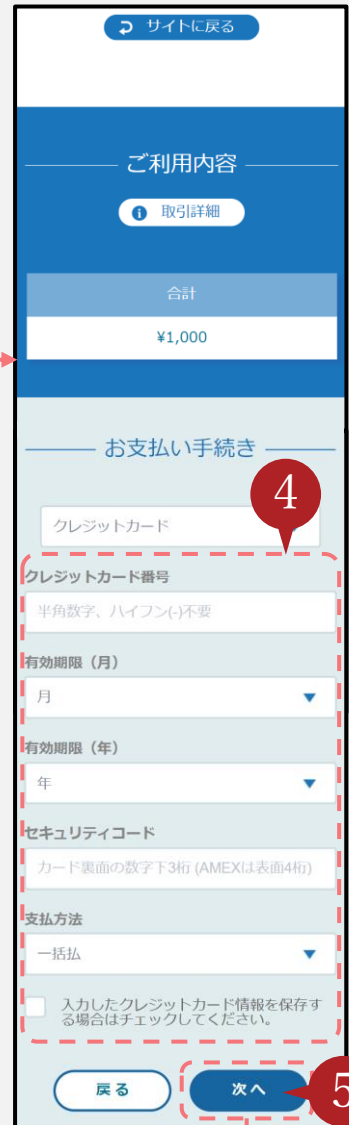 サイトに戻る
ご利用内容
取引詳細
合計
¥1,000
お支払い手続き
4
クレジットカード
クレジットカード番号
半角数字、ハイフン(-)不要
有効期限（月）
月
有効期限（年）
年
セキュリティコード
カード裏面の数字下3桁 (AMEXは表面4桁)
支払方法
一括払
入力したクレジットカード情報を保存す
る場合はチェックしてください。
戻る
次へ
5